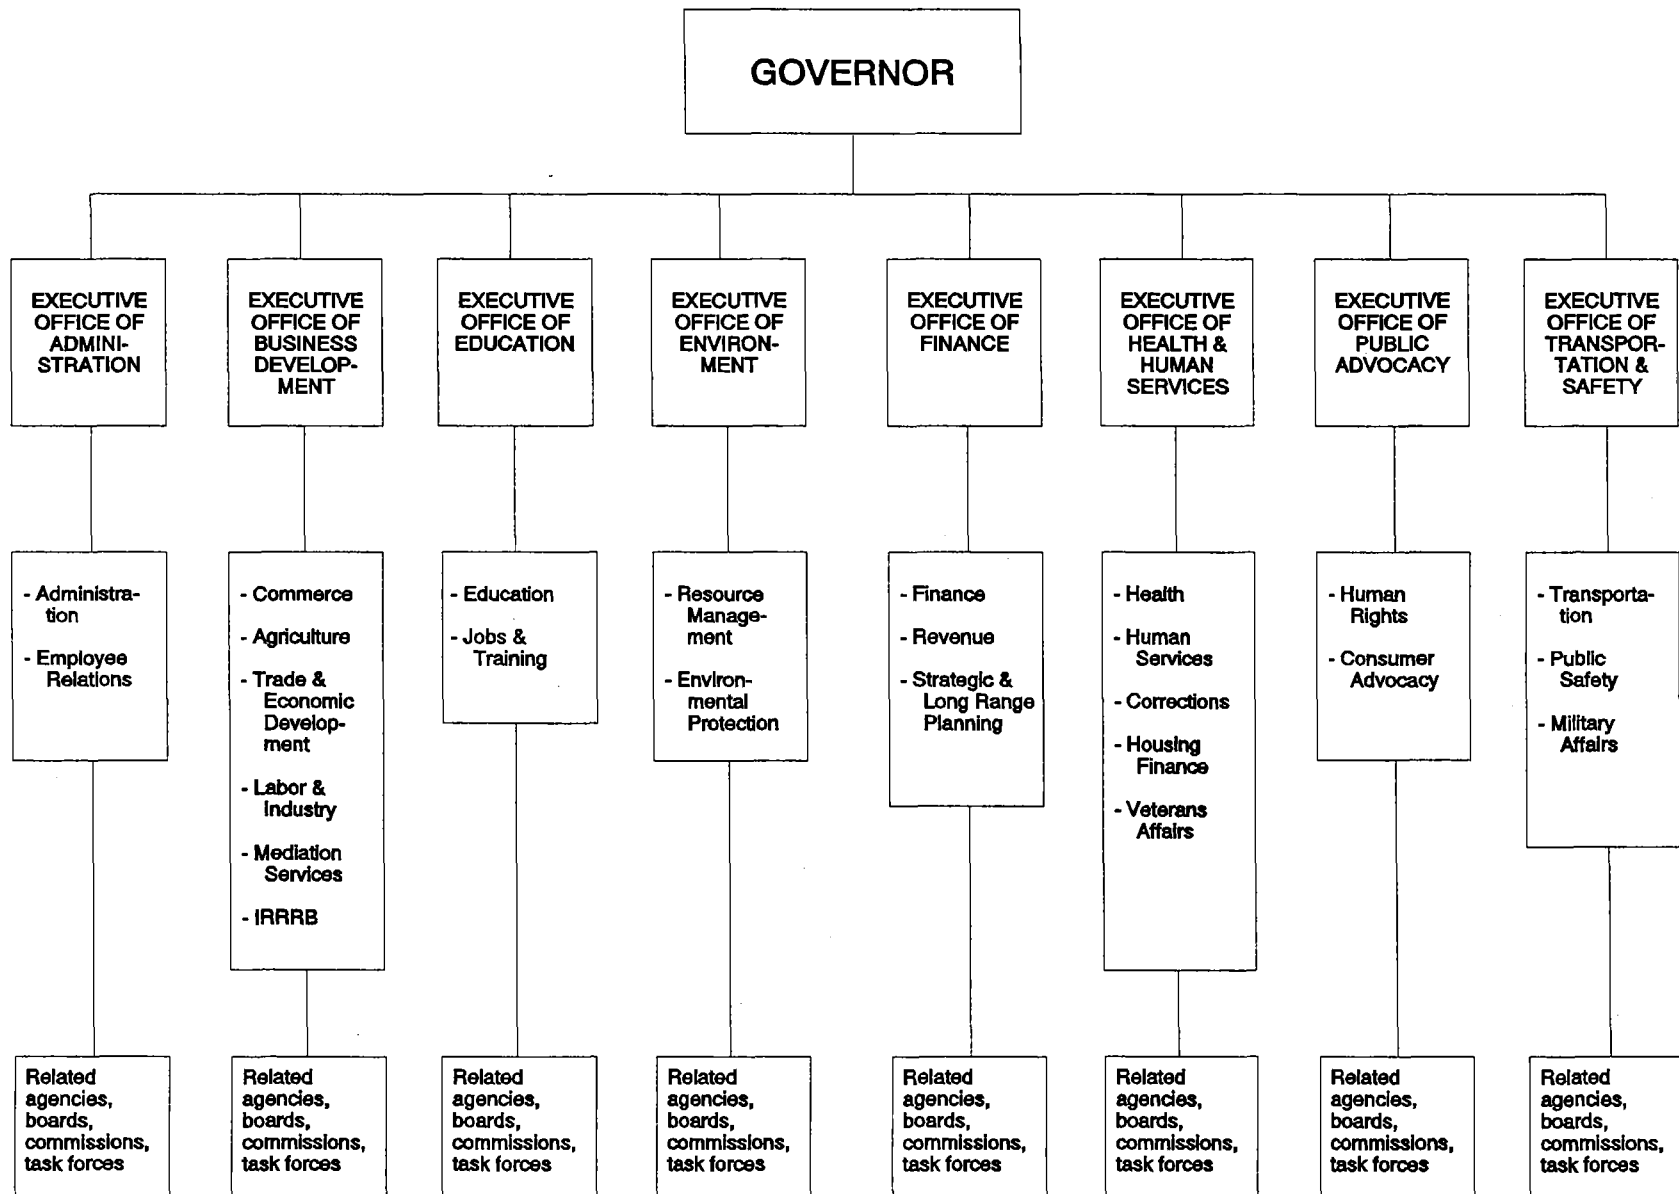 GOVERNOR
EXECUTIVE
OFFICE OF
ADMINI-
STRATION
EXECUTIVE
OFFICE OF
BUSINESS
DEVELOP-
MENT
EXECUTIVE
OFFICE OF
EDUCATION
EXECUTIVE
OFFICE OF
ENVIRON-
MENT
EXECUTIVE
OFFICE OF
FINANCE
EXECUTIVE
OFFICE OF
HEALTH &
HUMAN
SERVICES
EXECUTIVE
OFFICE OF
PUBLIC
ADVOCACY
EXECUTIVE
OFFICE OF
TRANSPOR-
TATION &
SAFETY
- Administra-
tion
- Employee
Relations
- Commerce
- Agriculture
- Trade &
Economic
Develop-
ment
- Labor &
Industry
- Mediation
Services
- IRRRB
- Education
- Jobs &
Training
- Resource
Manage-
ment
- Environ-
mental
Protection
- Finance
- Revenue
- Strategic &
Long Range
Planning
- Health
- Human
Services
- Corrections
- Housing
Finance
- Veterans
Affairs
- Human
Rights
- Consumer
Advocacy
- Transporta-
tion
- Public
Safety
- Military
Affairs
Related
agencies,
boards,
commissions,
task forces
Related
agencies,
boards,
commissions,
task forces
Related
agencies,
boards,
commissions,
task forces
Related
agencies,
boards,
commissions,
task forces
Related
agencies,
boards,
commissions,
task forces
Related
agencies,
boards,
commissions,
task forces
Related
agencies,
boards,
commissions,
task forces
Related
agencies,
boards,
commissions,
task forces